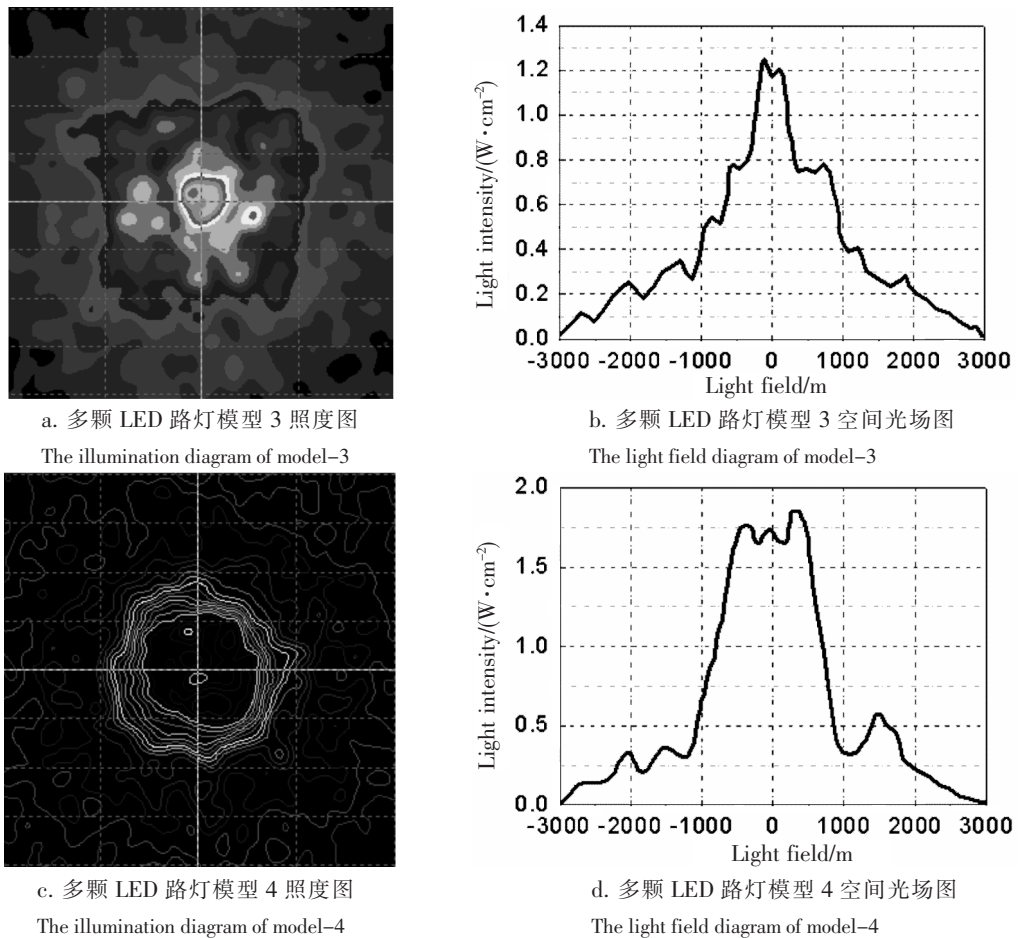 1.4
1.2
1.0
0.8
0.6
0.4
0.2
0.0
Light intensity/(W·cm⁻²)
-3000 -2000 -1000 0 1000 2000 3000
Light field/m
a. 多颗 LED 路灯模型 3 照度图
The illumination diagram of model-3
b. 多颗 LED 路灯模型 3 空间光场图
The light field diagram of model-3
2.0
1.5
1.0
0.5
0.0
Light intensity/(W·cm⁻²)
-3000 -2000 -1000 0 1000 2000 3000
Light field/m
c. 多颗 LED 路灯模型 4 照度图
The illumination diagram of model-4
d. 多颗 LED 路灯模型 4 空间光场图
The light field diagram of model-4